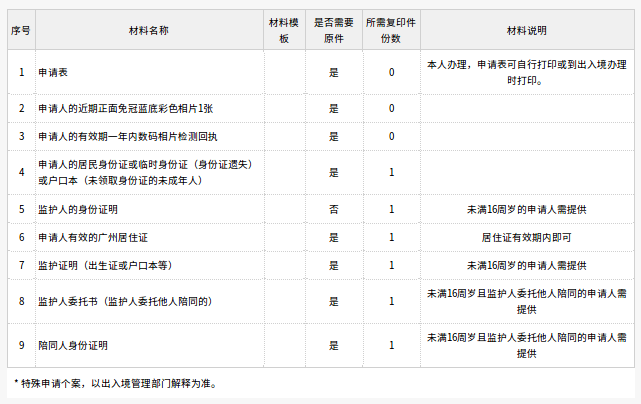 序号 材料名称 材料模板 是否需要原件 所需复印件份数 材料说明
1 申请表 是 0 本人办理，申请表可自行打印或到出入境办理时打印。
2 申请人的近期正面免冠蓝底彩色相片1张 是 0
3 申请人的有效期一年内数码相片检测回执 是 0
4 申请人的居民身份证或临时身份证（身份证遗失）或户口本（未领取身份证的未成年人） 是 1
5 监护人的身份证明 否 1 未满16周岁的申请人需提供
6 申请人有效的广州居住证 是 1 居住证有效期内即可
7 监护证明（出生证或户口本等） 是 1 未满16周岁的申请人需提供
8 监护人委托书（监护人委托他人陪同的） 是 1 未满16周岁且监护人委托他人陪同的申请人需提供
9 陪同人身份证明 是 1 未满16周岁且监护人委托他人陪同的申请人需提供
* 特殊申请个案，以出入境管理部门解释为准。